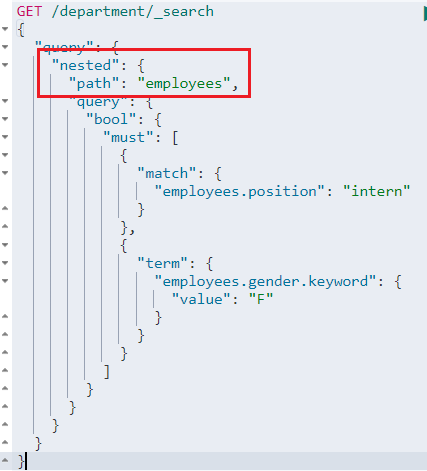 GET /department/_search
{
  "query": {
    "nested": {
      "path": "employees",
      "query": {
        "bool": {
          "must": [
            {
              "match": {
                "employees.position": "intern"
              }
            },
            {
              "term": {
                "employees.gender.keyword": {
                  "value": "F"
                }
              }
            }
          ]
        }
      }
    }
  }
}